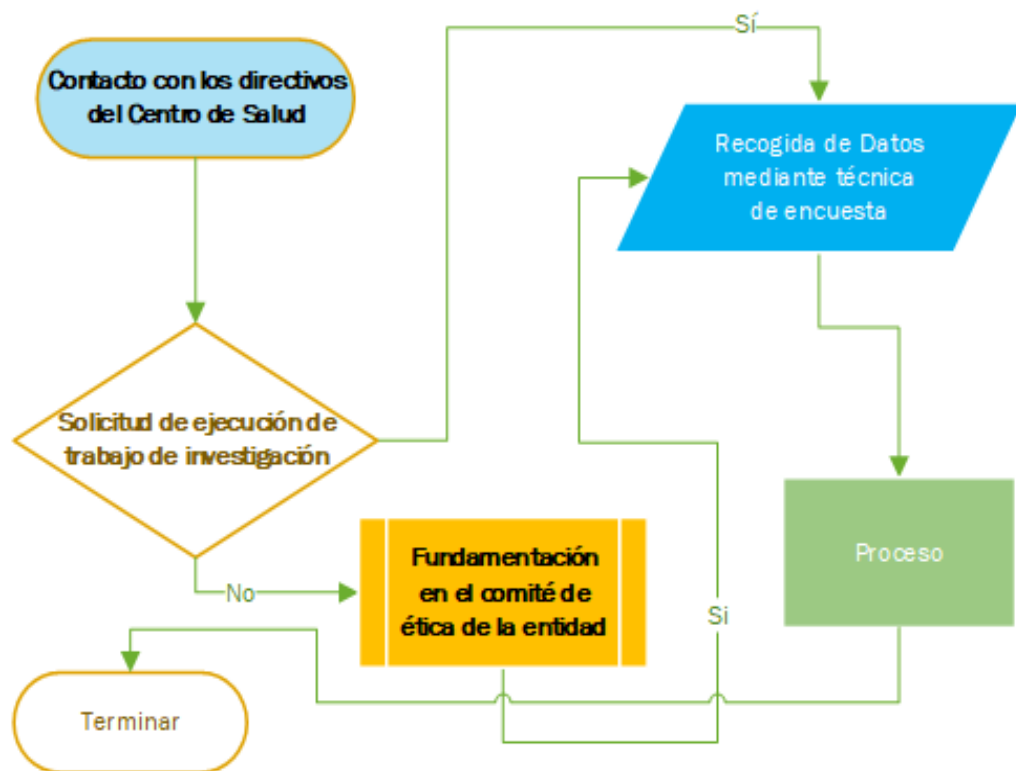 Sí
Contacto con los directivos
del Centro de Salud
Recogida de Datos
mediante técnica
de encuesta
Solicitud de ejecución de
trabajo de investigación
No
Fundamentación
en el comité de
ética de la entidad
Si
Proceso
Terminar